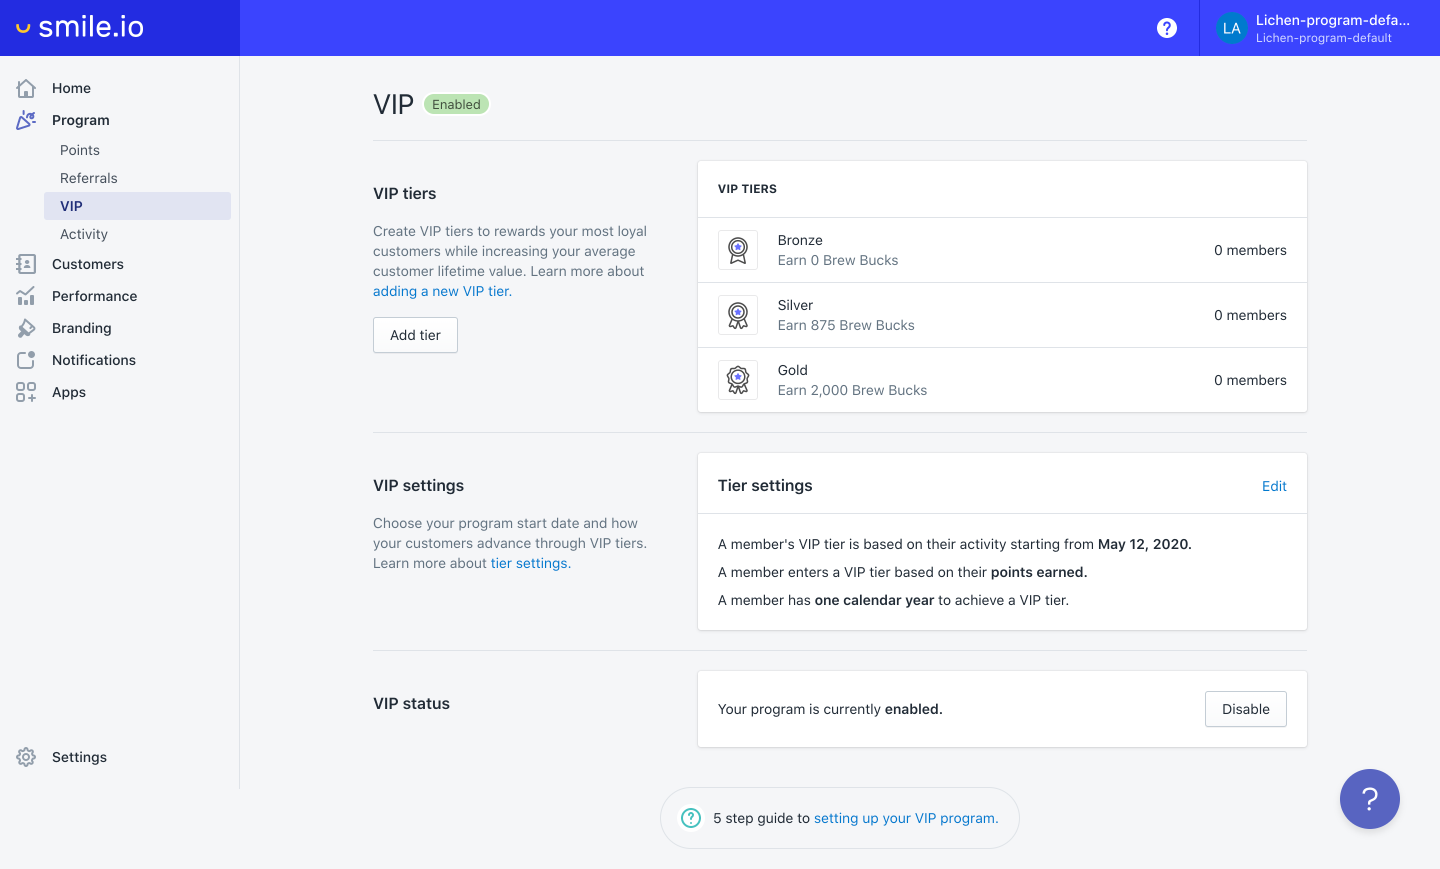 smile.io
?
LA
Lichen-program-defa...
Lichen-program-default
Home
Program
Points
Referrals
VIP
Activity
Customers
Performance
Branding
Notifications
Apps
Settings
VIP
Enabled
VIP tiers
Create VIP tiers to rewards your most loyal
customers while increasing your average
customer lifetime value. Learn more about
adding a new VIP tier.
Add tier
VIP TIERS
Bronze
Earn 0 Brew Bucks
0 members
Silver
Earn 875 Brew Bucks
0 members
Gold
Earn 2,000 Brew Bucks
0 members
VIP settings
Choose your program start date and how
your customers advance through VIP tiers.
Learn more about tier settings.
Tier settings
Edit
A member's VIP tier is based on their activity starting from May 12, 2020.
A member enters a VIP tier based on their points earned.
A member has one calendar year to achieve a VIP tier.
VIP status
Your program is currently enabled.
Disable
? 5 step guide to setting up your VIP program.
?